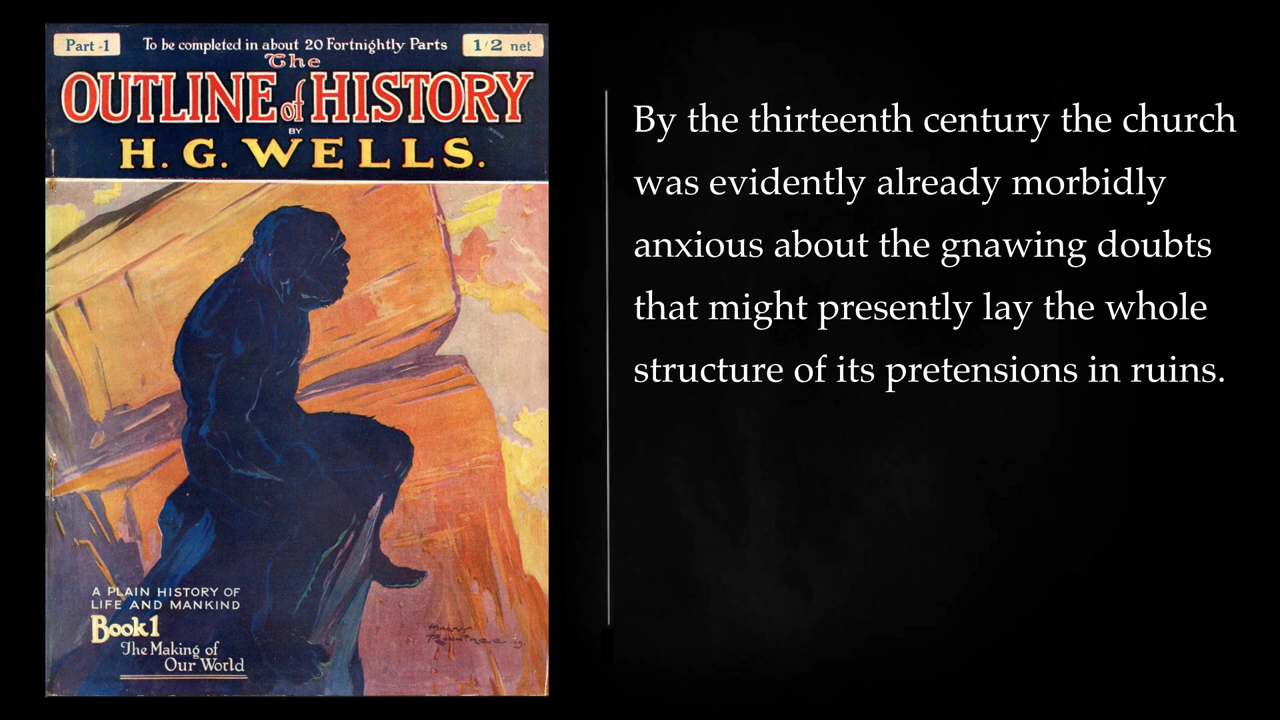 Part -1
To be completed in about 20 Fortnightly Parts
1/2 net
The
OUTLINE of HISTORY
BY
H. G. WELLS.
A PLAIN HISTORY OF
LIFE AND MANKIND
Book 1
The Making of
Our World
By the thirteenth century the church
was evidently already morbidly
anxious about the gnawing doubts
that might presently lay the whole
structure of its pretensions in ruins.